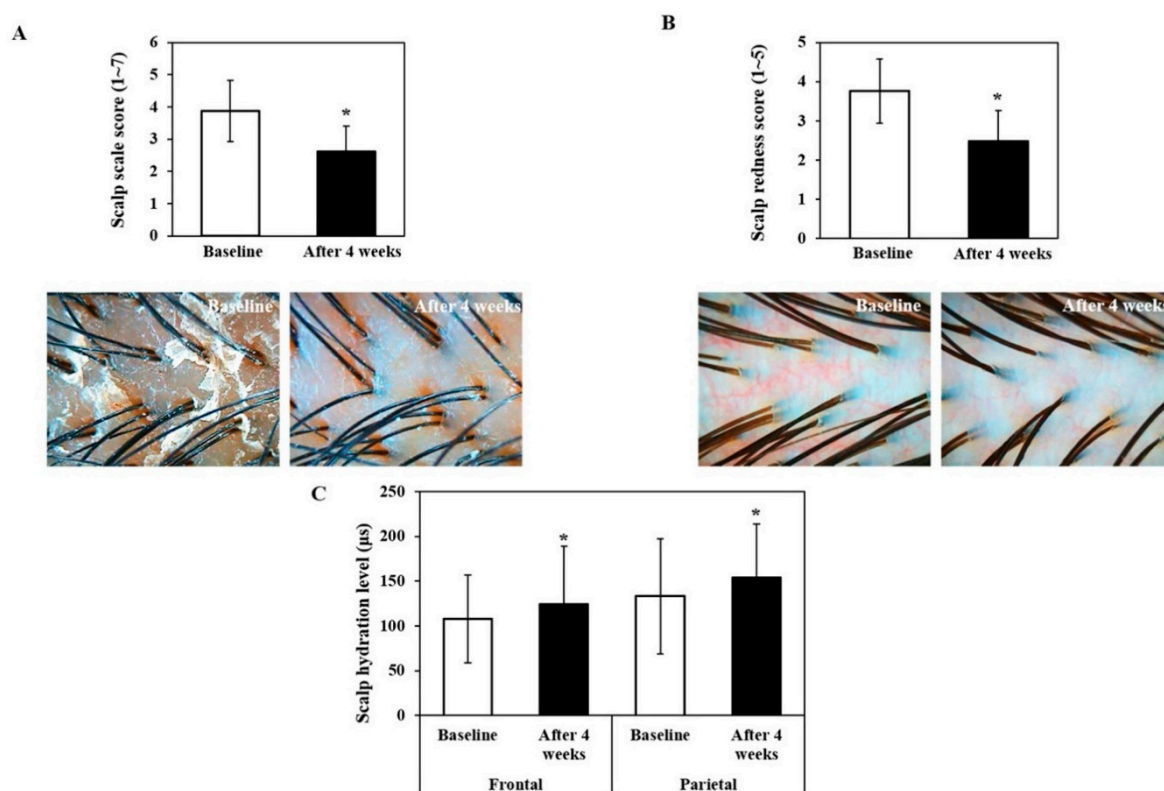 A
Scalp scale score (1~7)
6
5
4
3
2
1
0
*
Baseline
After 4 weeks
Baseline
After 4 weeks
B
Scalp redness score (1~5)
5
4
3
2
1
0
*
Baseline
After 4 weeks
Baseline
After 4 weeks
C
Scalp hydration level (μs)
250
200
150
100
50
0
*
*
Baseline
After 4
weeks
Baseline
After 4
weeks
Frontal
Parietal